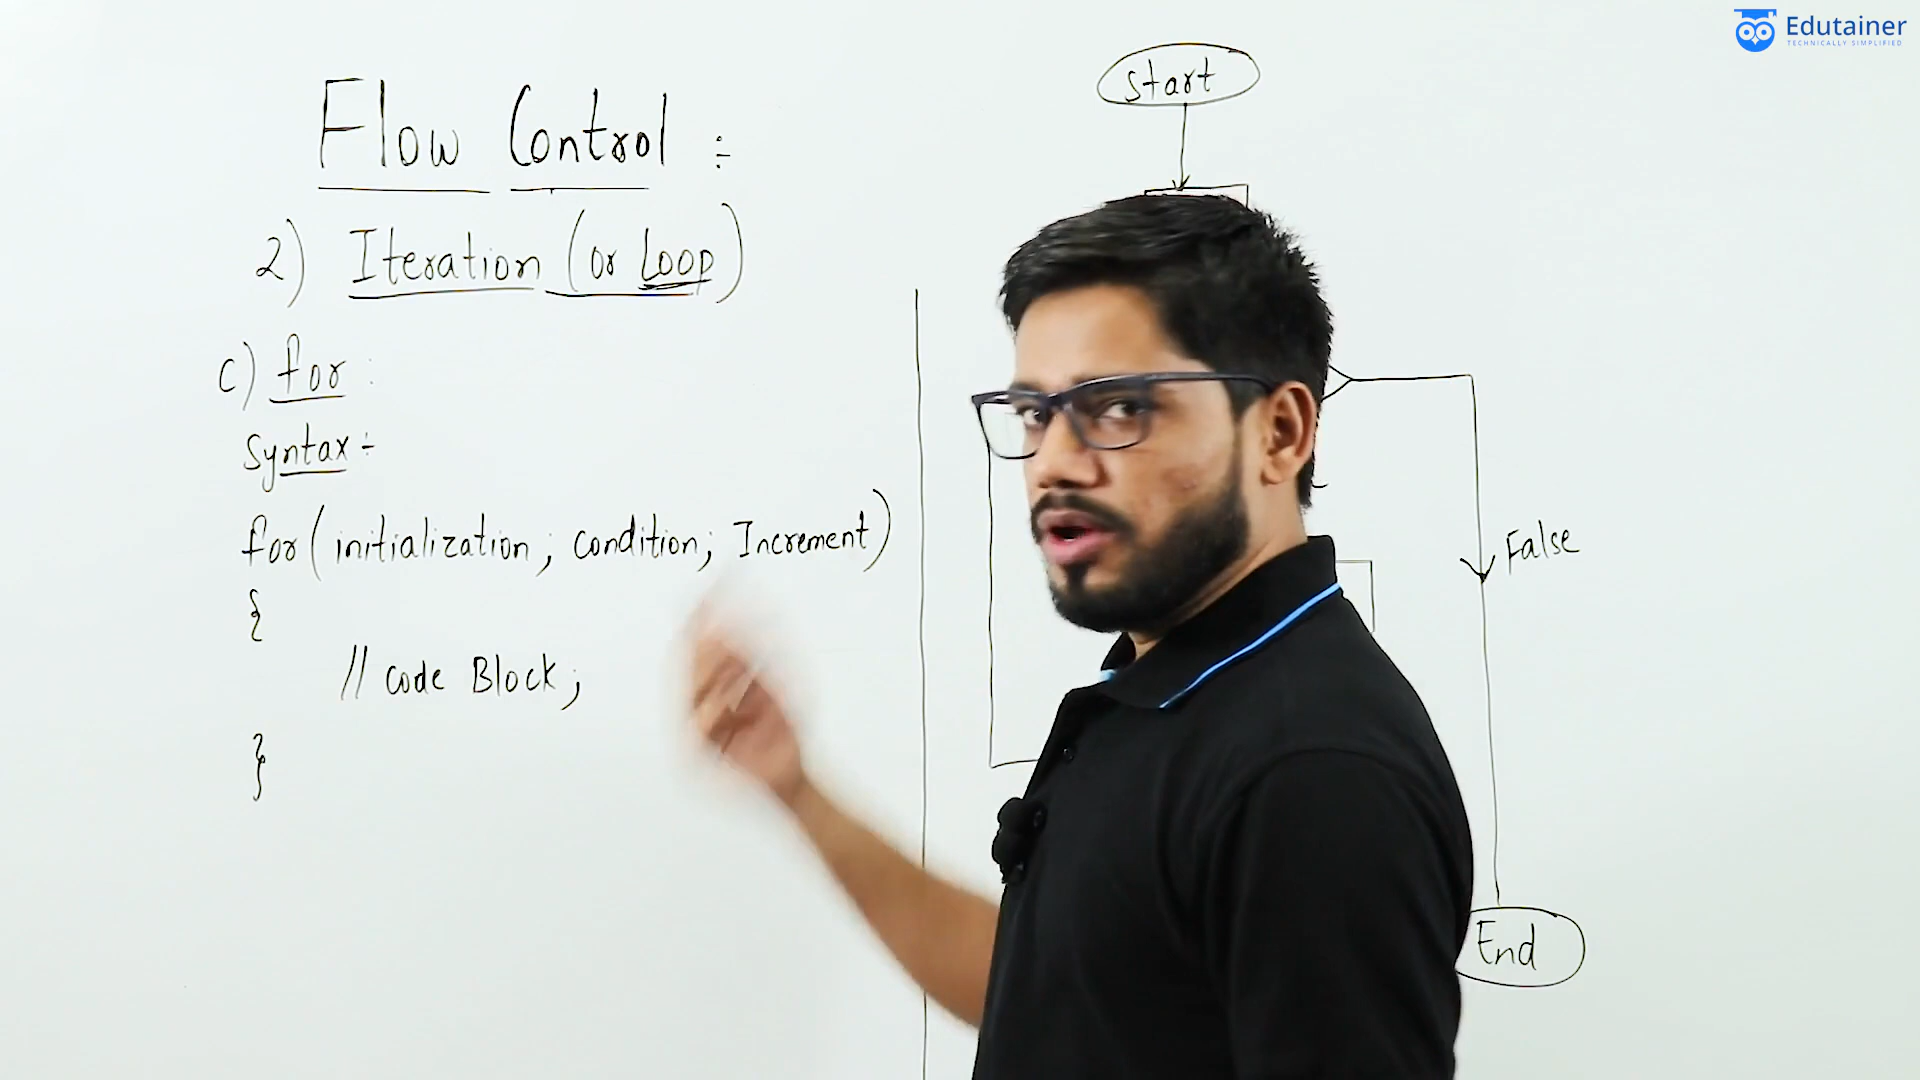 Flow Control :
2) Iteration (or Loop)
c) for :
Syntax :-
for (initialization ; condition; Increment)
{
// code Block;
}
Start
False
End
Edutainer
TECHNICALLY SIMPLIFIED